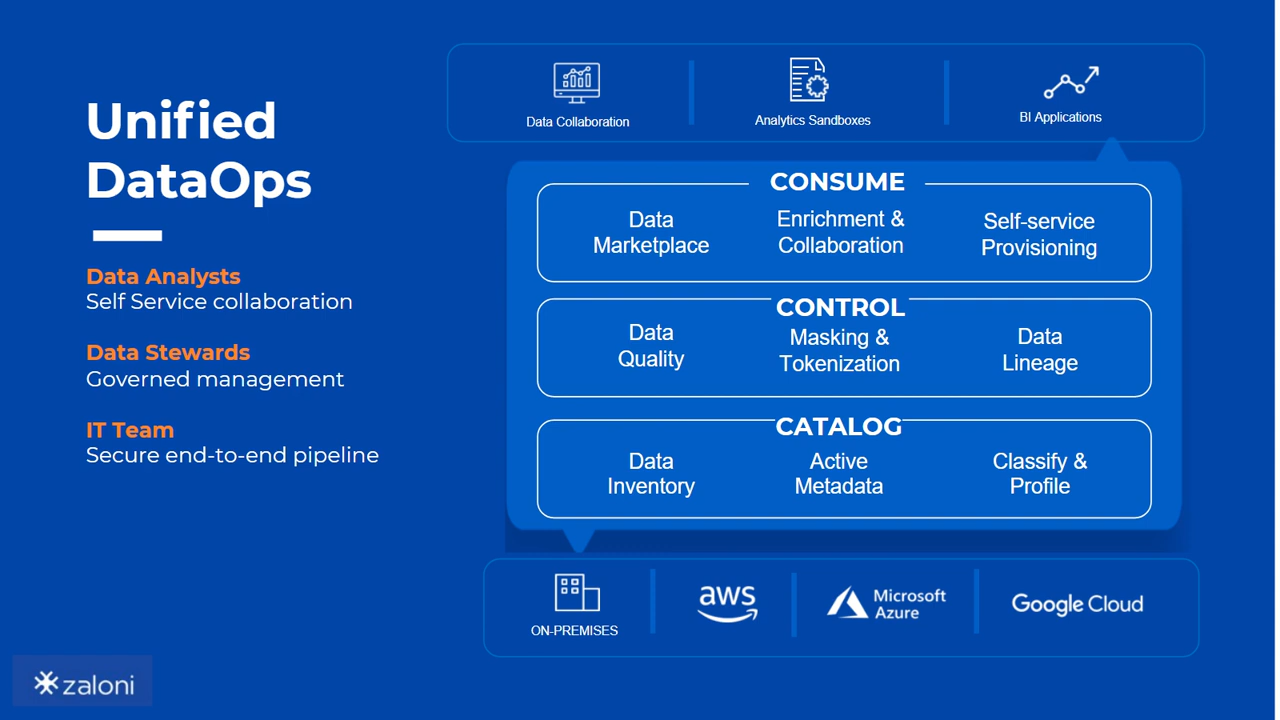 Unified
DataOps
Data Analysts
Self Service collaboration
Data Stewards
Governed management
IT Team
Secure end-to-end pipeline
Data Collaboration
Analytics Sandboxes
BI Applications
CONSUME
Data
Marketplace
Enrichment &
Collaboration
Self-service
Provisioning
CONTROL
Data
Quality
Masking &
Tokenization
Data
Lineage
CATALOG
Data
Inventory
Active
Metadata
Classify &
Profile
ON-PREMISES
aws
Microsoft
Azure
Google Cloud
zaloni